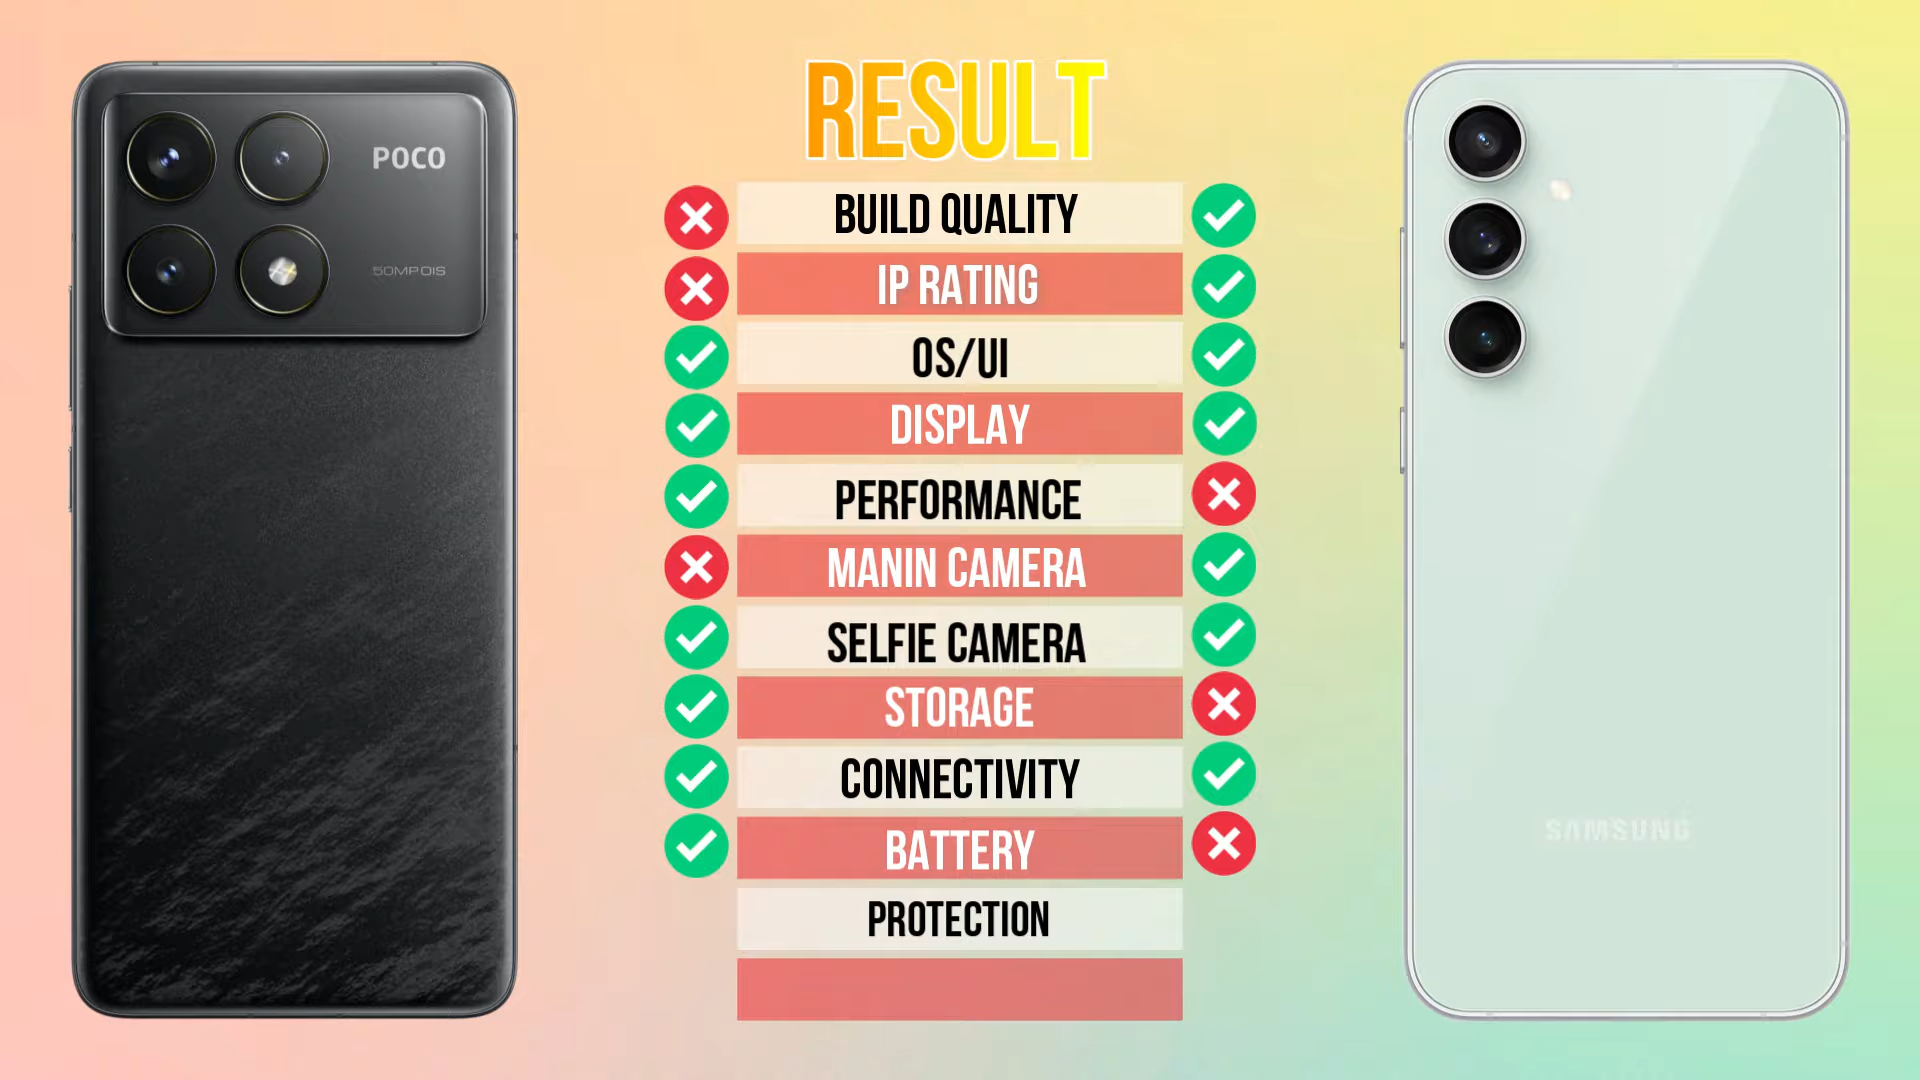 RESULT
POCO
50MP OIS
BUILD QUALITY
IP RATING
OS/UI
DISPLAY
PERFORMANCE
MANIN CAMERA
SELFIE CAMERA
STORAGE
CONNECTIVITY
BATTERY
PROTECTION
SAMSUNG